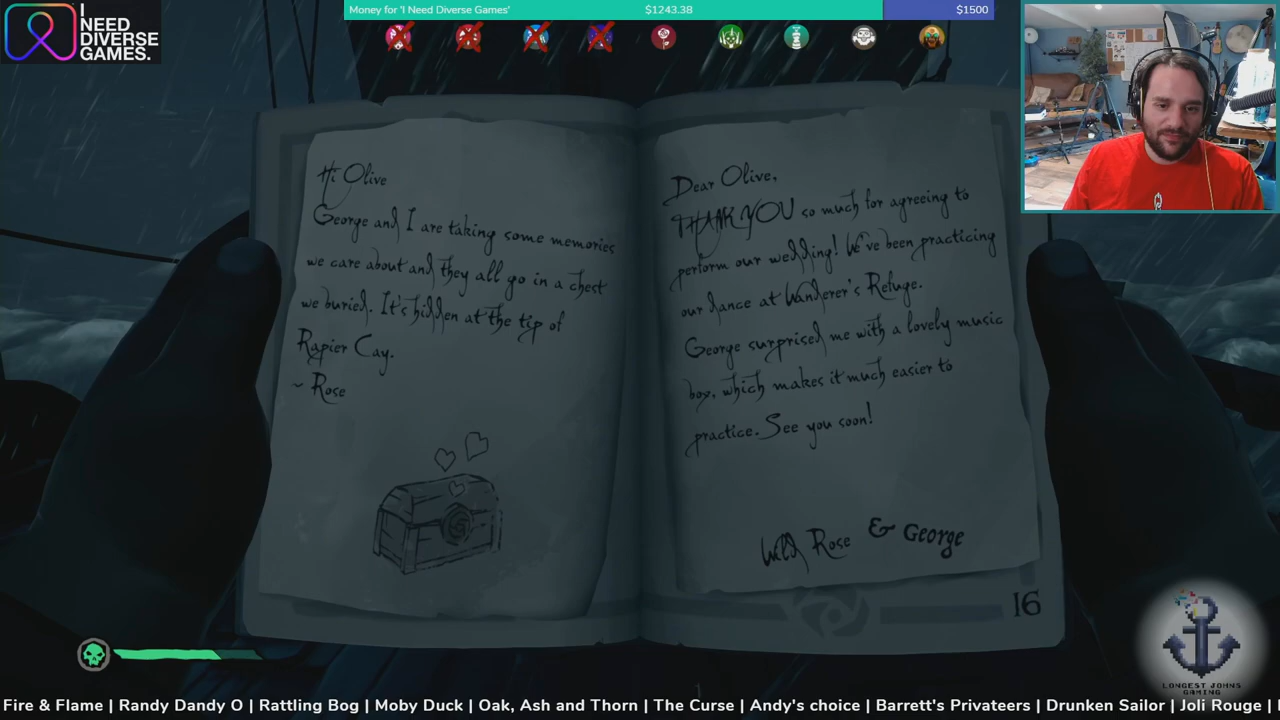 I
NEED
DIVERSE
GAMES.
Money for 'I Need Diverse Games'
$1243.38
$1500
Hi Olive
George and I are taking some memories
we care about and they all go in a chest
we buried. It's hidden at the tip of
Rapier Cay.
~ Rose
Dear Olive,
THANK YOU so much for agreeing to
perform our wedding! We've been practicing
our dance at Wanderer's Refuge.
George surprised me with a lovely music
box, which makes it much easier to
practice. See you soon!
Wild Rose & George
16
LONGEST JOHNS
GAMING
Fire & Flame | Randy Dandy O | Rattling Bog | Moby Duck | Oak, Ash and Thorn | The Curse | Andy's choice | Barrett's Privateers | Drunken Sailor | Joli Rouge |